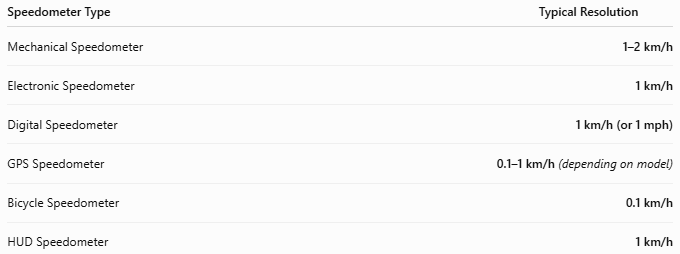 Speedometer Type Typical Resolution
Mechanical Speedometer 1–2 km/h
Electronic Speedometer 1 km/h
Digital Speedometer 1 km/h (or 1 mph)
GPS Speedometer 0.1–1 km/h (depending on model)
Bicycle Speedometer 0.1 km/h
HUD Speedometer 1 km/h